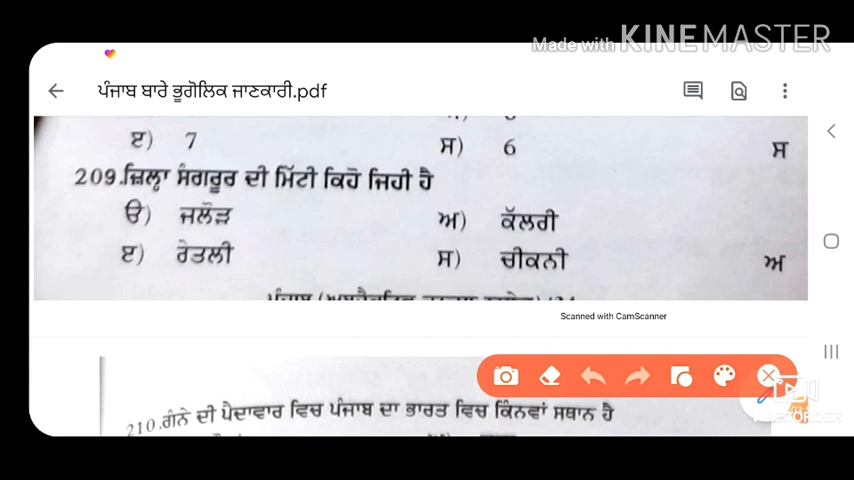 Made with KINEMASTER
ਪੰਜਾਬ ਬਾਰੇ ਭੂਗੋਲਿਕ ਜਾਣਕਾਰੀ.pdf
ੲ) 7 ਸ) 6 ਸ
209.ਜ਼ਿਲ੍ਹਾ ਸੰਗਰੂਰ ਦੀ ਮਿੱਟੀ ਕਿਹੋ ਜਿਹੀ ਹੈ
ੳ) ਜਲੋੜ ਅ) ਕੱਲਰੀ
ੲ) ਰੇਤਲੀ ਸ) ਚੀਕਨੀ ਅ
Scanned with CamScanner
210.ਗੰਨੇ ਦੀ ਪੈਦਾਵਾਰ ਵਿਚ ਪੰਜਾਬ ਦਾ ਭਾਰਤ ਵਿਚ ਕਿੰਨਵਾਂ ਸਥਾਨ ਹੈ